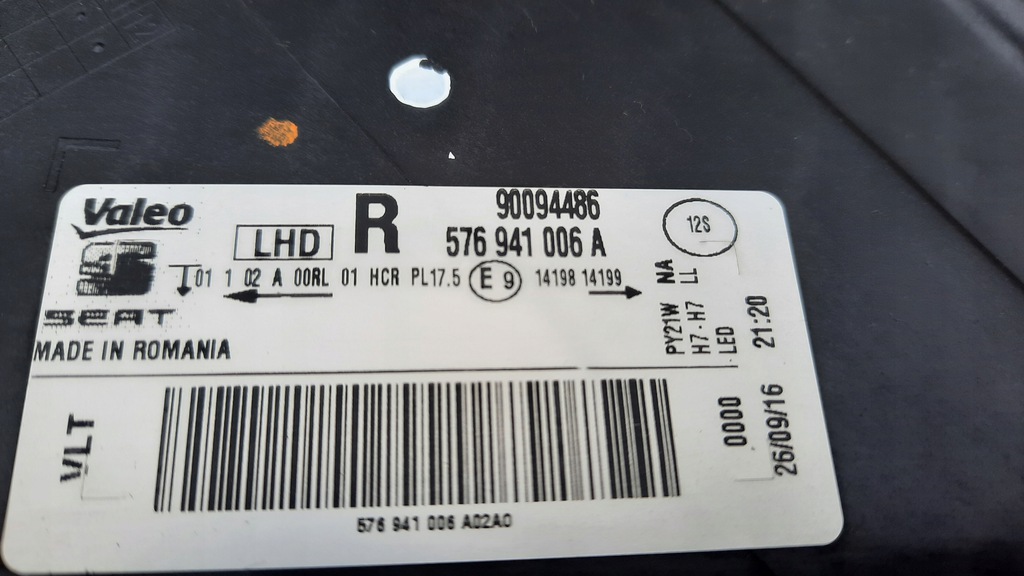 Valeo
SEAT
LHD
R
90094486
576 941 006 A
12S
01 1 02 A 00RL 01 HCR PL17.5 E 9 14198 14199
MADE IN ROMANIA
PY21W NA
H7-H7 LL
LED
21:20
VLT
0000
26/09/16
576 941 006 A02A0